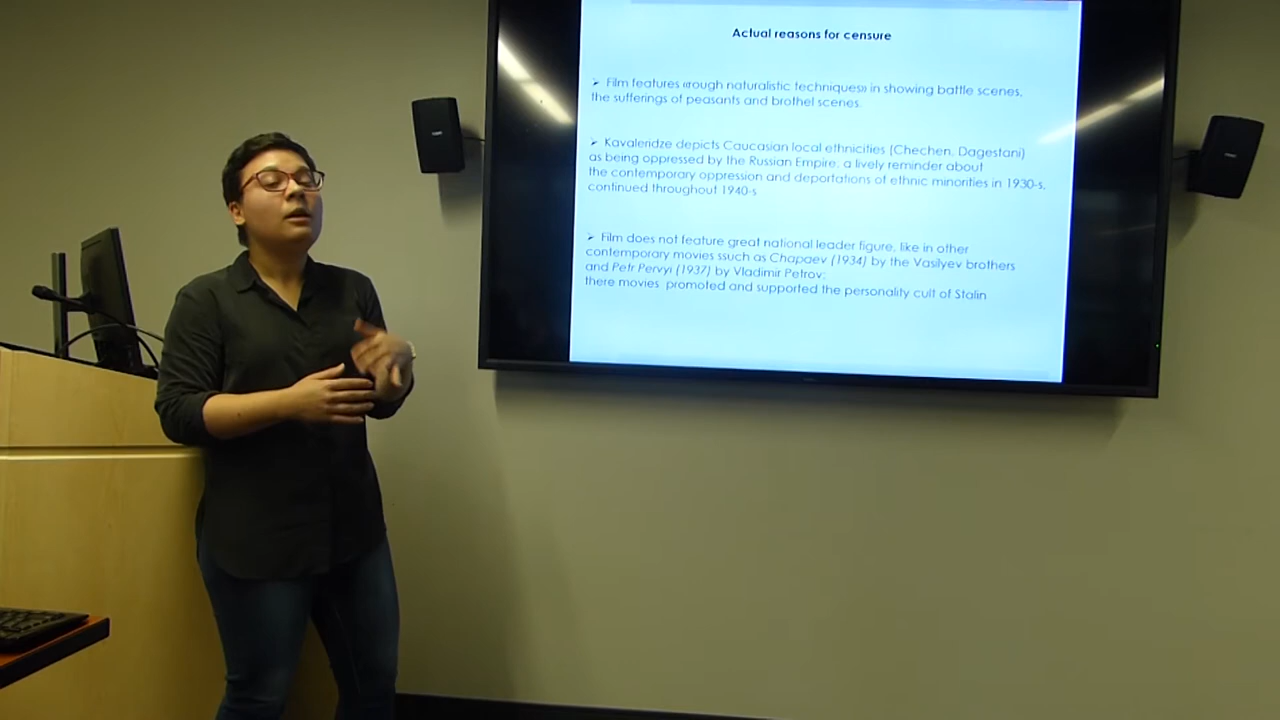 Actual reasons for censure
➢ Film features «rough naturalistic techniques» in showing battle scenes,
the sufferings of peasants and brothel scenes.
➢ Kavaleridze depicts Caucasian local ethnicities (Chechen, Dagestani)
as being oppressed by the Russian Empire, a lively reminder about
the contemporary oppression and deportations of ethnic minorities in 1930-s,
continued throughout 1940-s
➢ Film does not feature great national leader figure, like in other
contemporary movies ssuch as Chapaev (1934) by the Vasilyev brothers
and Petr Pervyi (1937) by Vladimir Petrov;
there movies promoted and supported the personality cult of Stalin